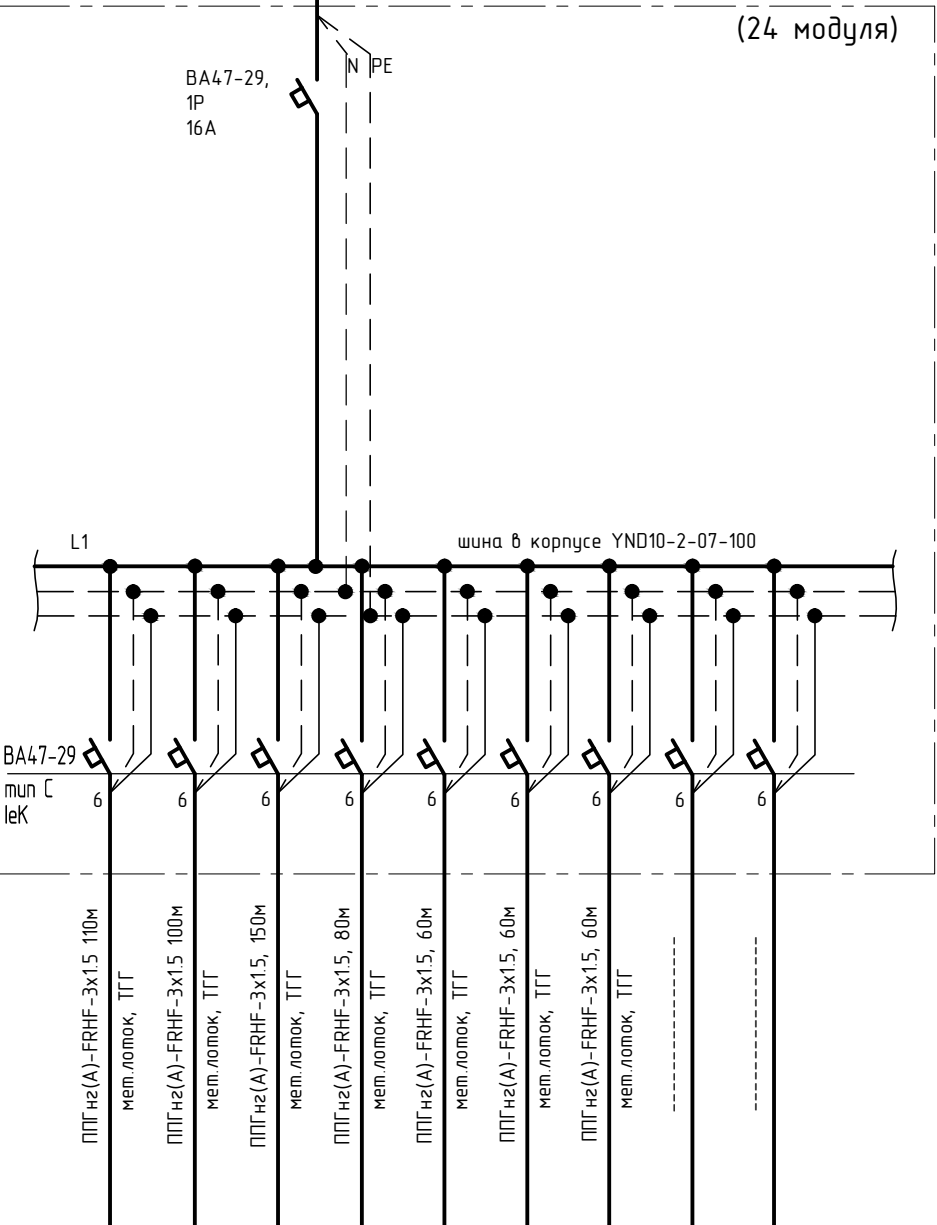 (24 модуля)
N PE
ВА47-29,
1Р
16А
L1
шина в корпусе YND10-2-07-100
ВА47-29
тип С
IeK
6 6 6 6 6 6 6 6 6
ППГнг(А)-FRHF-3х1.5 110м
мет.лоток, ТГГ
ППГнг(А)-FRHF-3х1.5 100м
мет.лоток, ТГГ
ППГнг(А)-FRHF-3х1.5, 150м
мет.лоток, ТГГ
ППГнг(А)-FRHF-3х1.5, 80м
мет.лоток, ТГГ
ППГнг(А)-FRHF-3х1.5, 60м
мет.лоток, ТГГ
ППГнг(А)-FRHF-3х1.5, 60м
мет.лоток, ТГГ
ППГнг(А)-FRHF-3х1.5, 60м
мет.лоток, ТГГ